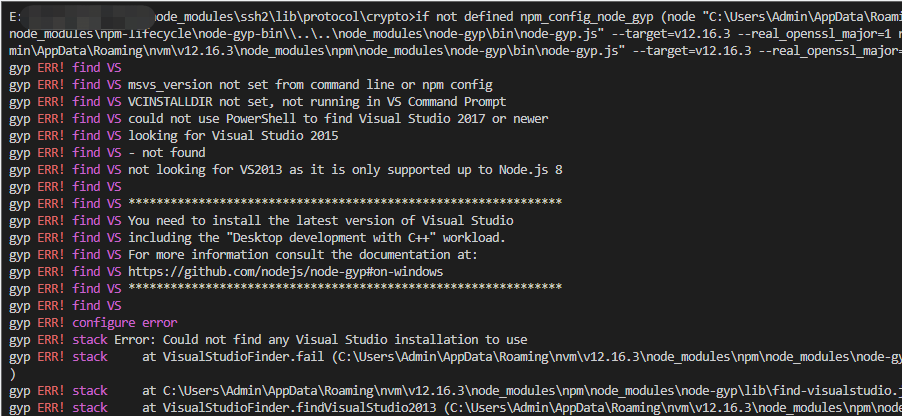 E:          node_modules\ssh2\lib\protocol\crypto>if not defined npm_config_node_gyp (node "C:\Users\Admin\AppData\Roami
node_modules\npm-lifecycle\node-gyp-bin\\..\..\node_modules\node-gyp\bin\node-gyp.js" --target=v12.16.3 --real_openssl_major=1 r
min\AppData\Roaming\nvm\v12.16.3\node_modules\npm\node_modules\node-gyp\bin\node-gyp.js" --target=v12.16.3 --real_openssl_major=
gyp ERR! find VS
gyp ERR! find VS msvs_version not set from command line or npm config
gyp ERR! find VS VCINSTALLDIR not set, not running in VS Command Prompt
gyp ERR! find VS could not use PowerShell to find Visual Studio 2017 or newer
gyp ERR! find VS looking for Visual Studio 2015
gyp ERR! find VS - not found
gyp ERR! find VS not looking for VS2013 as it is only supported up to Node.js 8
gyp ERR! find VS
gyp ERR! find VS **************************************************************
gyp ERR! find VS You need to install the latest version of Visual Studio
gyp ERR! find VS including the "Desktop development with C++" workload.
gyp ERR! find VS For more information consult the documentation at:
gyp ERR! find VS https://github.com/nodejs/node-gyp#on-windows
gyp ERR! find VS **************************************************************
gyp ERR! find VS
gyp ERR! configure error
gyp ERR! stack Error: Could not find any Visual Studio installation to use
gyp ERR! stack     at VisualStudioFinder.fail (C:\Users\Admin\AppData\Roaming\nvm\v12.16.3\node_modules\npm\node_modules\node-gy
)
gyp ERR! stack     at C:\Users\Admin\AppData\Roaming\nvm\v12.16.3\node_modules\npm\node_modules\node-gyp\lib\find-visualstudio.j
gyp ERR! stack     at VisualStudioFinder.findVisualStudio2013 (C:\Users\Admin\AppData\Roaming\nvm\v12.16.3\node_modules\npm\node